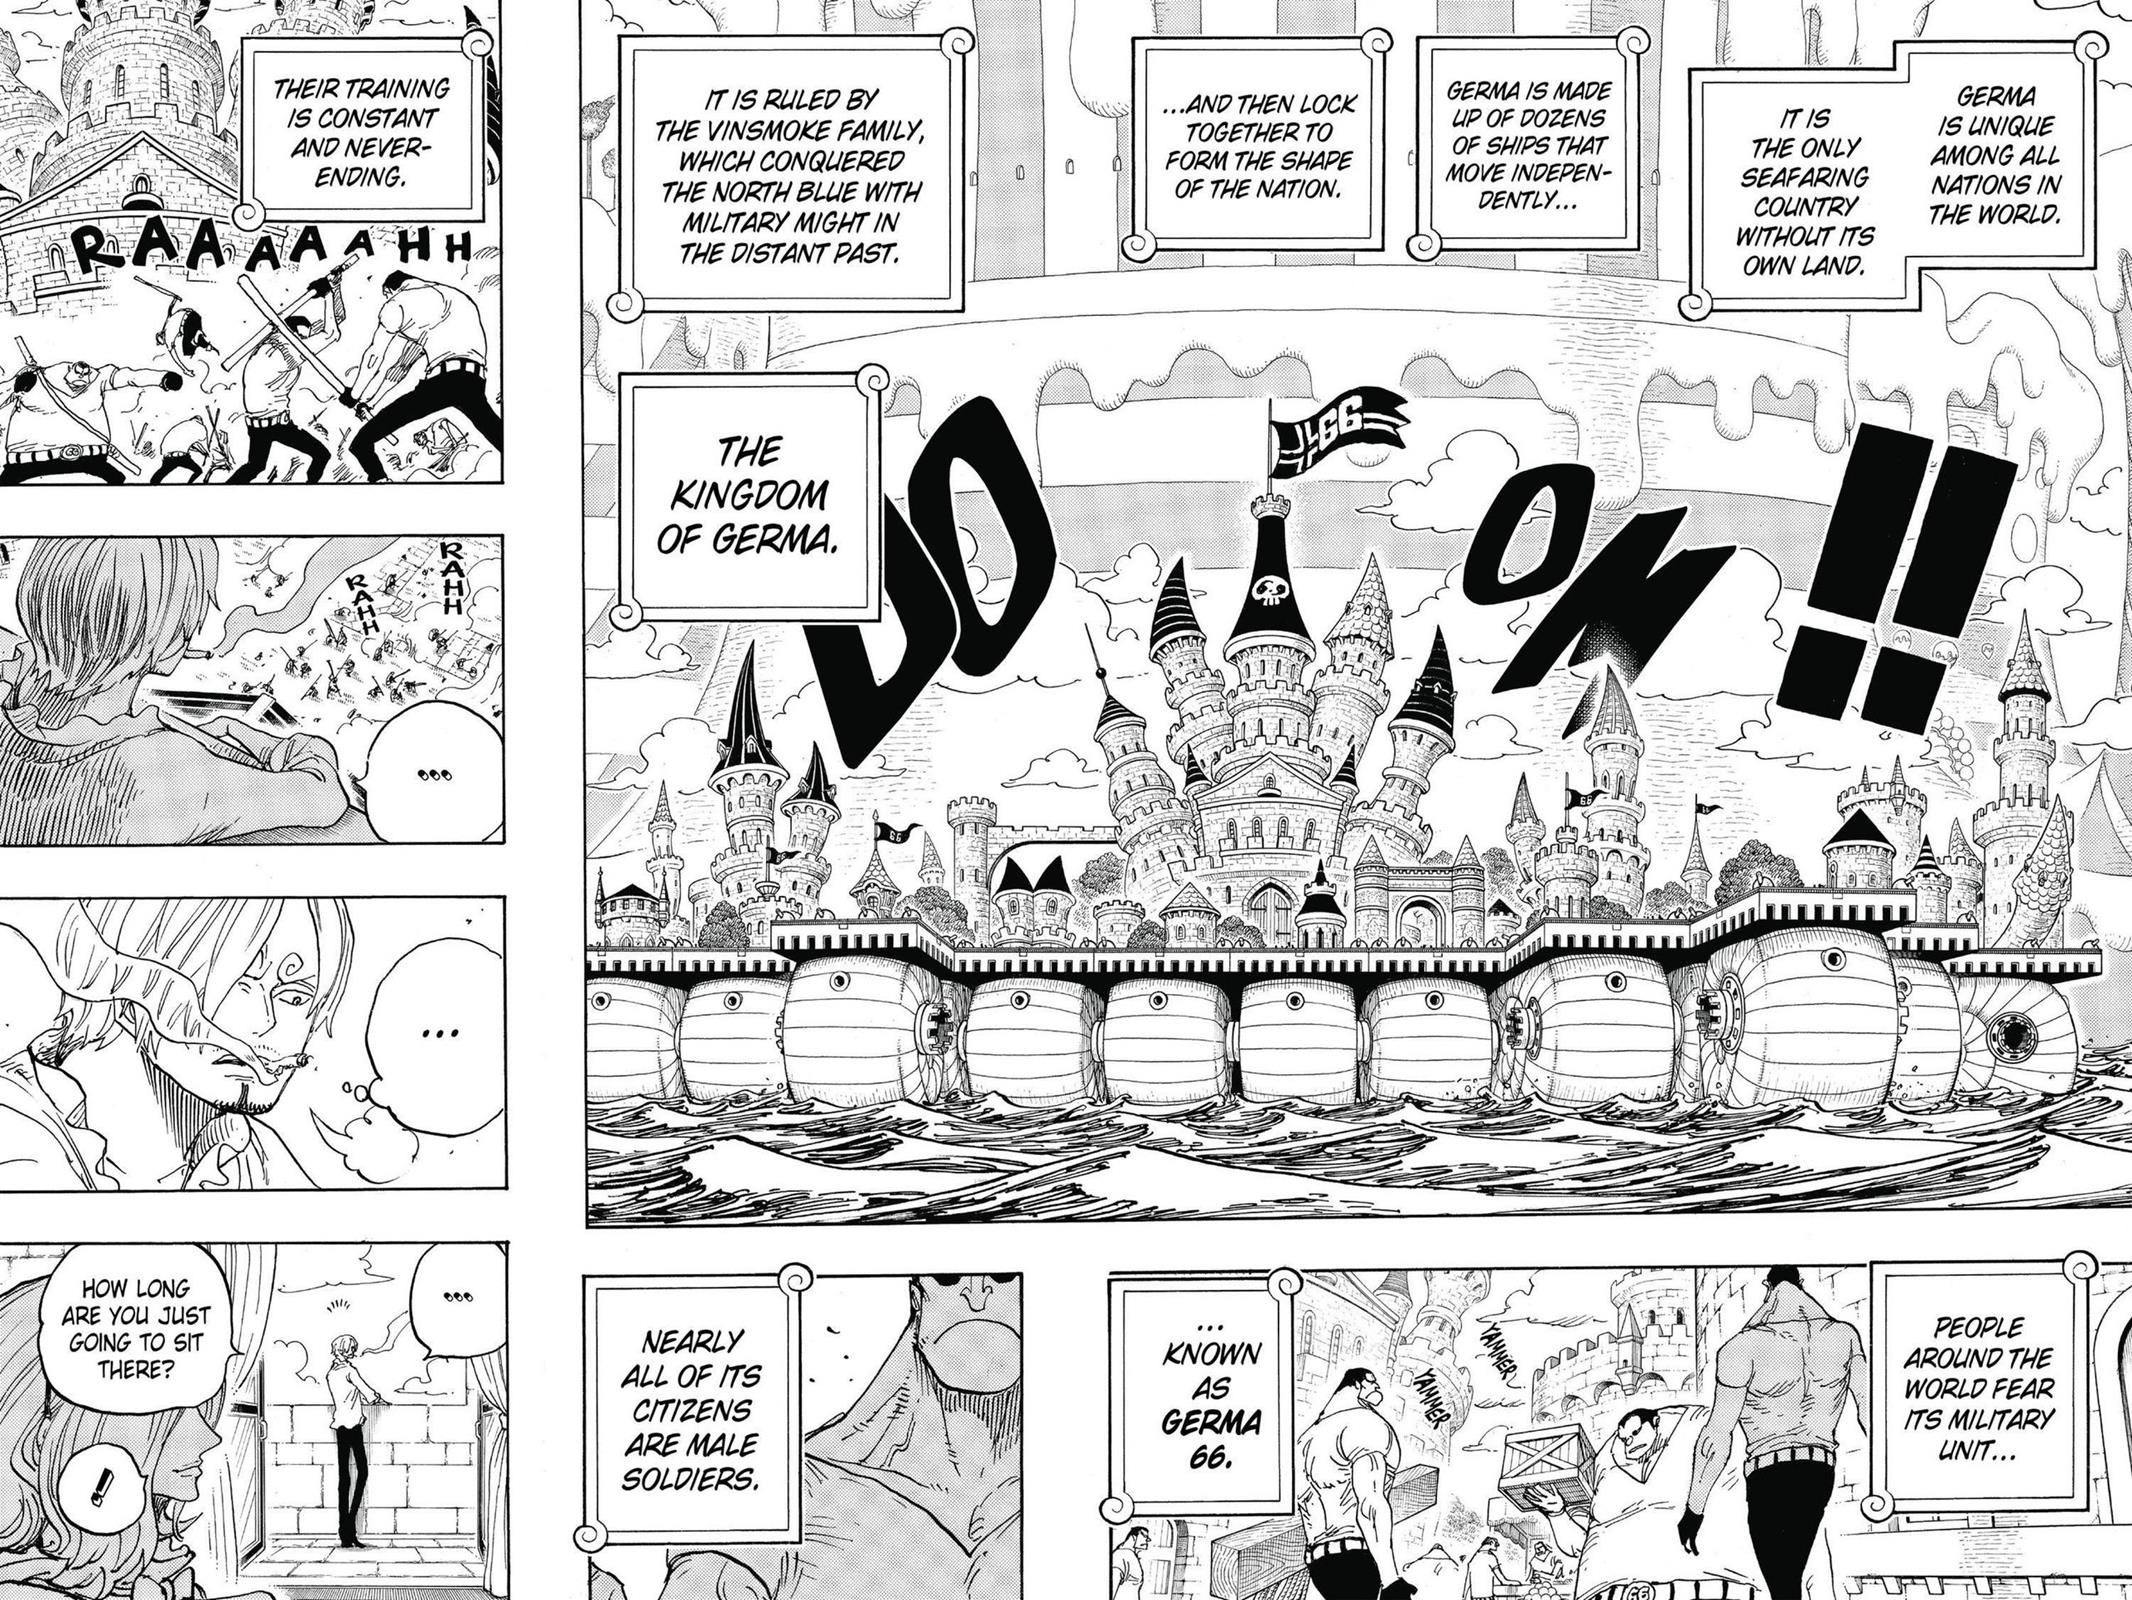 GERMA
IS UNIQUE
AMONG ALL
NATIONS IN
THE WORLD.
IT IS
THE ONLY
SEAFARING
COUNTRY
WITHOUT ITS
OWN LAND.
GERMA IS MADE
UP OF DOZENS
OF SHIPS THAT
MOVE INDEPEN-
DENTLY...
...AND THEN LOCK
TOGETHER TO
FORM THE SHAPE
OF THE NATION.
IT IS RULED BY
THE VINSMOKE FAMILY,
WHICH CONQUERED
THE NORTH BLUE WITH
MILITARY MIGHT IN
THE DISTANT PAST.
THE
KINGDOM
OF GERMA.
DOON!!
66
66
66
PEOPLE
AROUND THE
WORLD FEAR
ITS MILITARY
UNIT...
YAMMER
YAMMER
66
...
KNOWN
AS
GERMA
66.
NEARLY
ALL OF ITS
CITIZENS
ARE MALE
SOLDIERS.
THEIR TRAINING
IS CONSTANT
AND NEVER-
ENDING.
RAAAAAAHH
RAHH
RAHH
...
...
...
HOW LONG
ARE YOU JUST
GOING TO SIT
THERE?
!